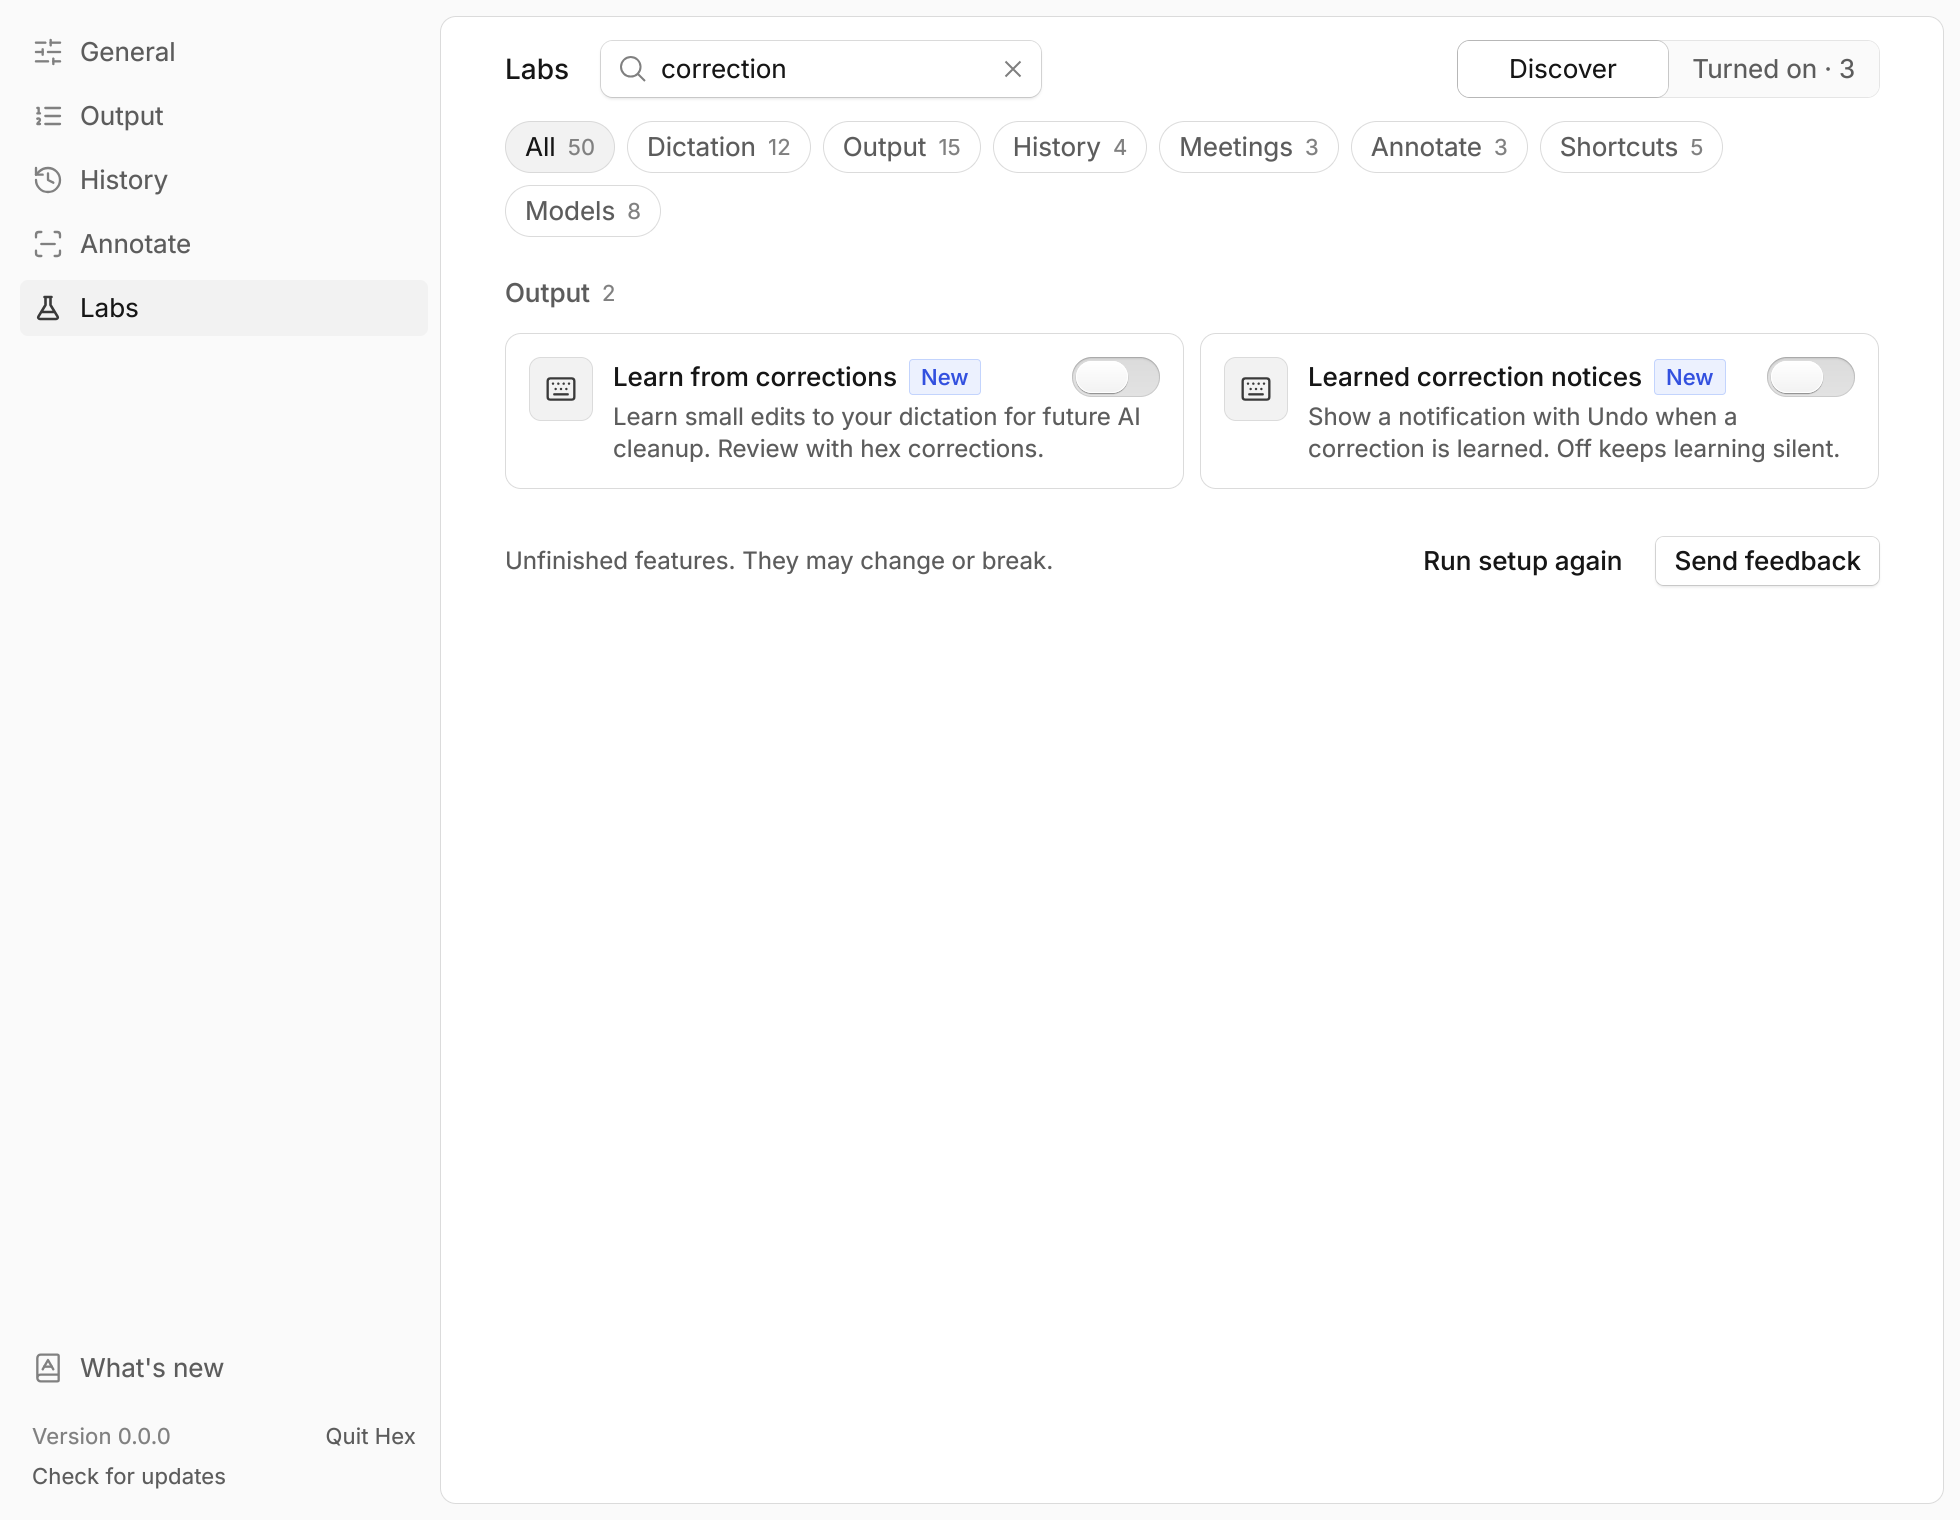 General
Output
History
Annotate
Labs
What's new
Version 0.0.0
Quit Hex
Check for updates
Labs
correction
Discover
Turned on · 3
All 50
Dictation 12
Output 15
History 4
Meetings 3
Annotate 3
Shortcuts 5
Models 8
Output 2
Learn from corrections New
Learn small edits to your dictation for future AI
cleanup. Review with hex corrections.
Learned correction notices New
Show a notification with Undo when a
correction is learned. Off keeps learning silent.
Unfinished features. They may change or break.
Run setup again
Send feedback